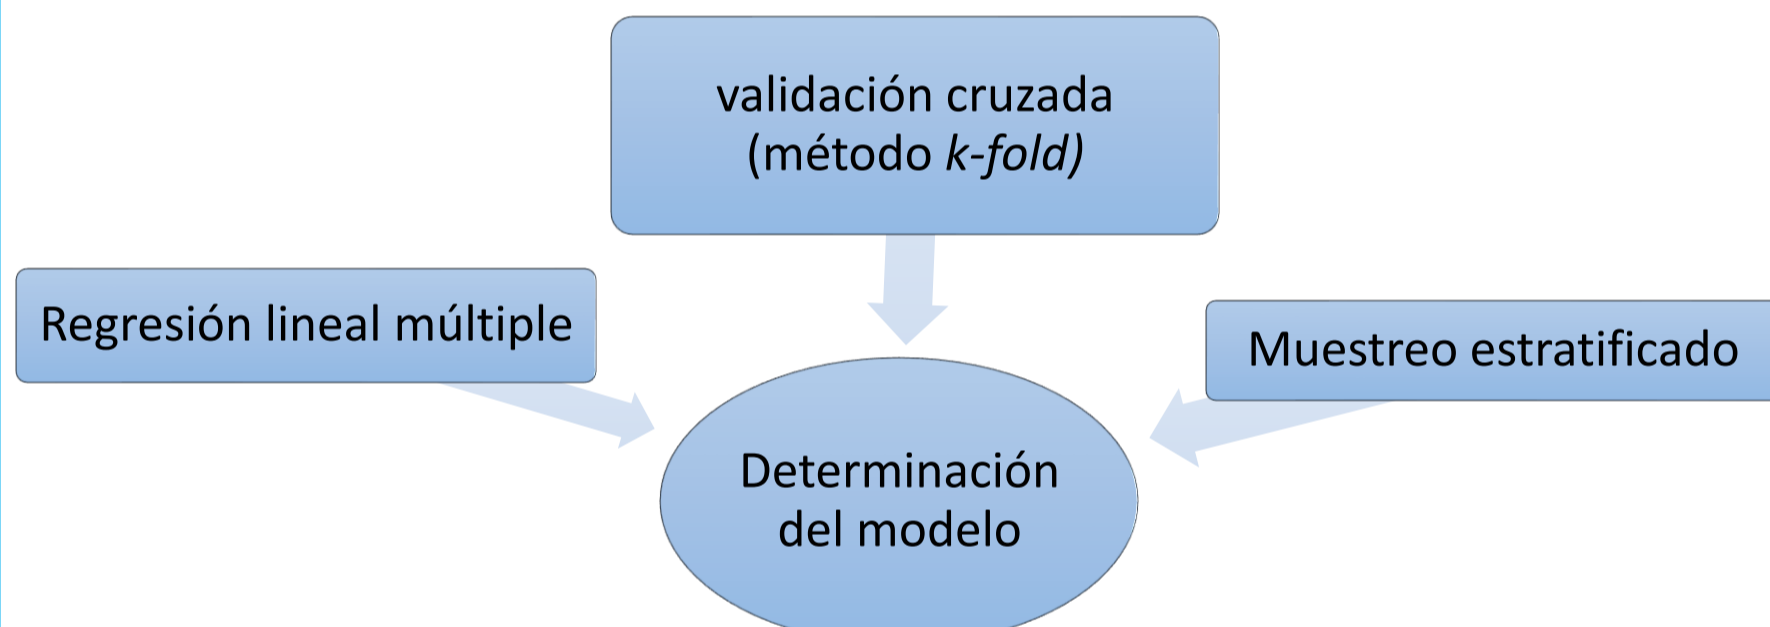 validación cruzada
(método k-fold)
Regresión lineal múltiple
Muestreo estratificado
Determinación
del modelo